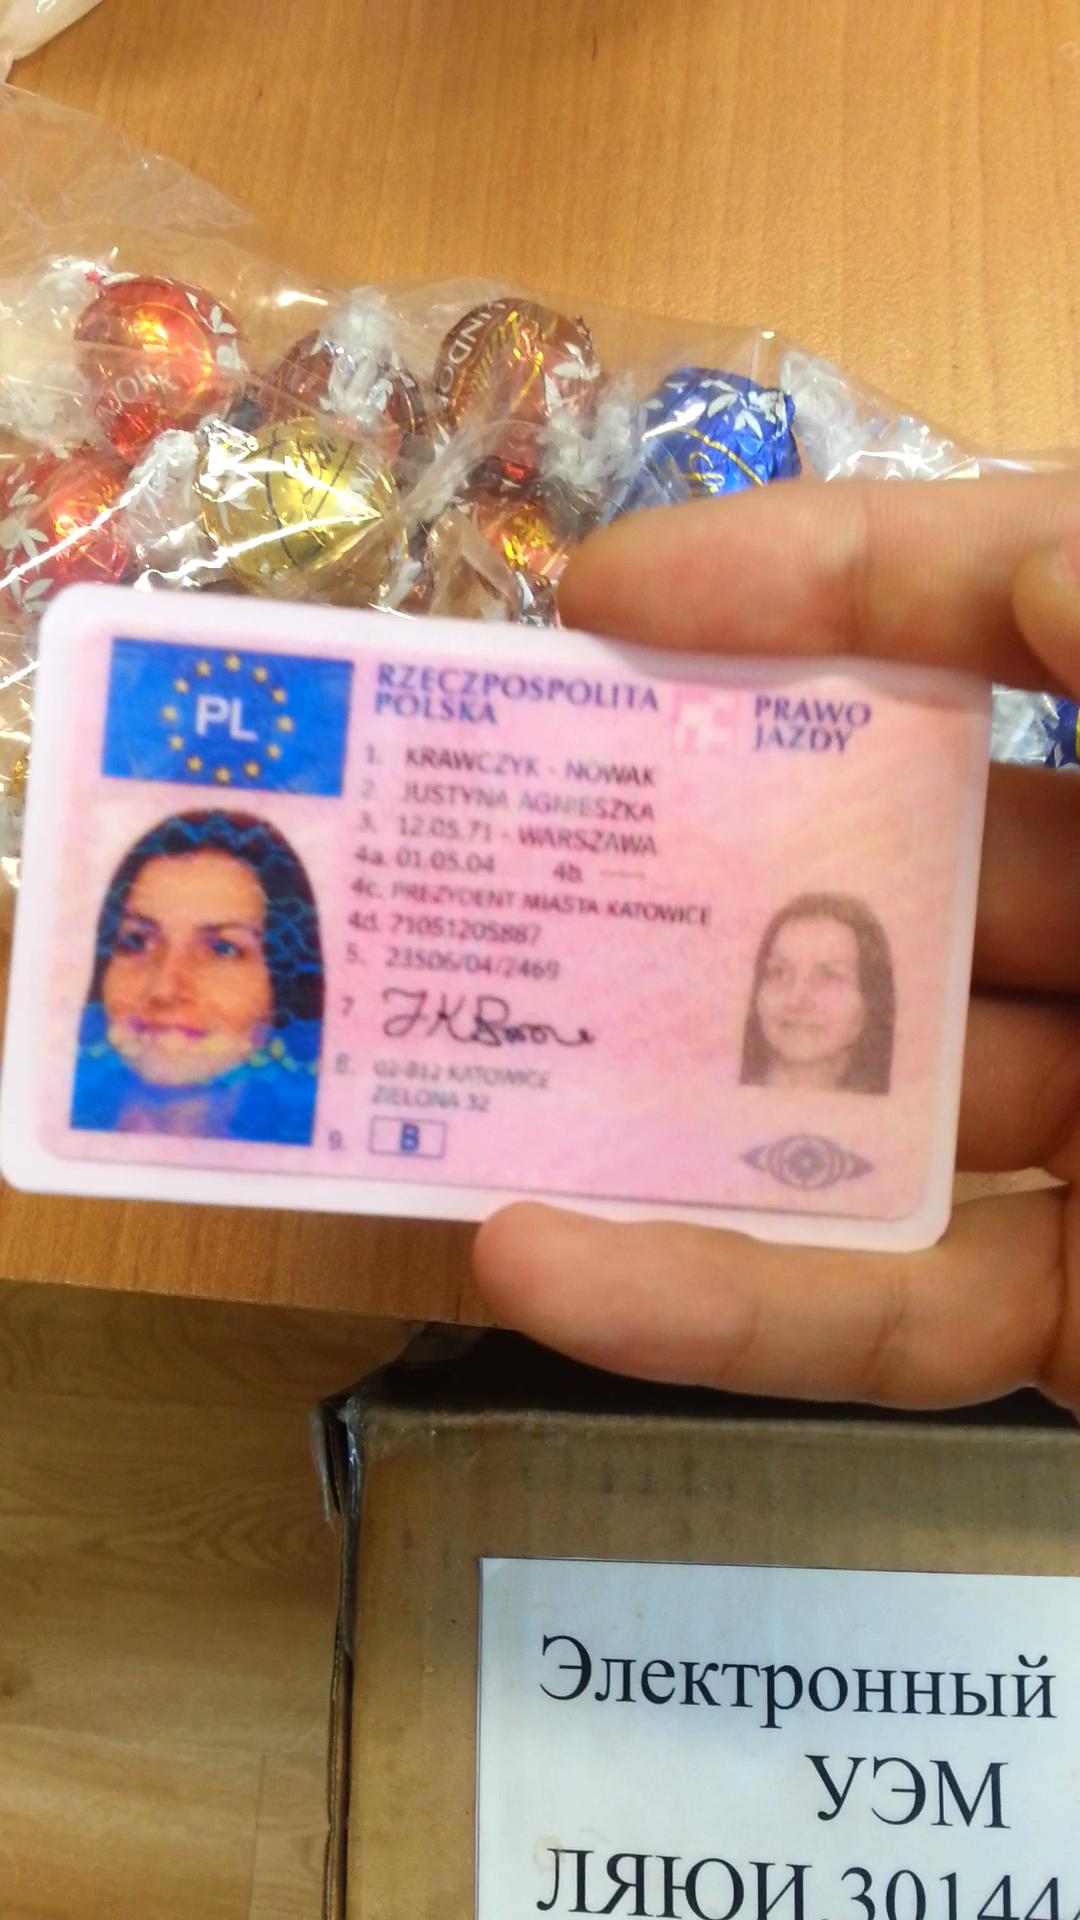 LINDO
PL
RZECZPOSPOLITA
POLSKA
PRAWO
JAZDY
1. KRAWCZYK - NOWAK
2. JUSTYNA AGNIESZKA
3. 12.05.71 - WARSZAWA
4a. 01.05.04 4b. ——
4c. PREZYDENT MIASTA KATOWICE
4d. 71051205887
5. 23506/04/2469
7.
8. 02-812 KATOWICE
ZIELONA 32
9. B
Электронный
УЭМ
ЛЯЮИ.30144